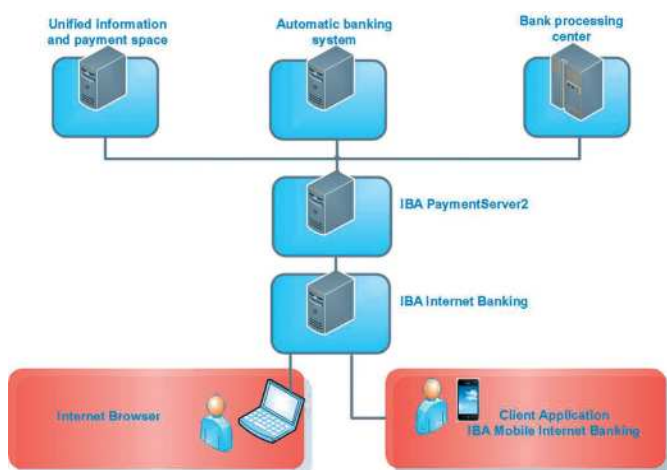 Unified information
and payment space
Automatic banking
system
Bank processing
center
IBA PaymentServer2
IBA Internet Banking
Internet Browser
Client Application
IBA Mobile Internet Banking